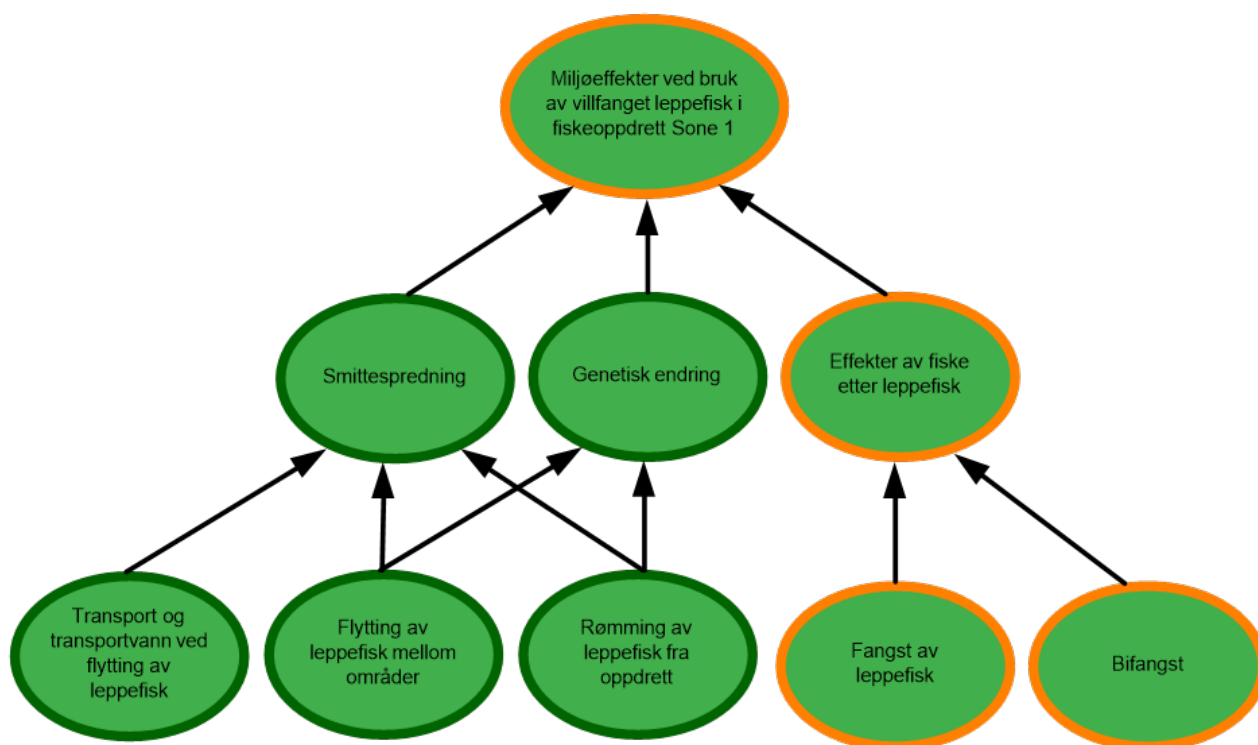 Miljøeffekter ved bruk
av villfanget leppefisk i
fiskeoppdrett Sone 1
Smittespredning
Genetisk endring
Effekter av fiske
etter leppefisk
Transport og
transportvann ved
flytting av
leppefisk
Flytting av
leppefisk mellom
områder
Rømming av
leppefisk fra
oppdrett
Fangst av
leppefisk
Bifangst